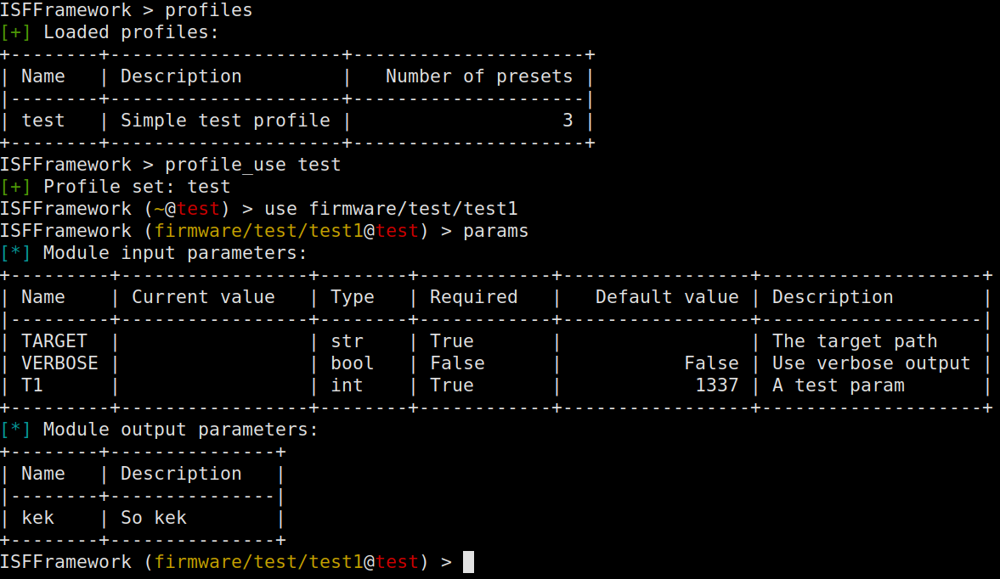 ISFFramework > profiles
[+] Loaded profiles:
+--------+---------------------+---------------------+
| Name   | Description         |   Number of presets |
|--------+---------------------+---------------------|
| test   | Simple test profile |                   3 |
+--------+---------------------+---------------------+
ISFFramework > profile_use test
[+] Profile set: test
ISFFramework (~@test) > use firmware/test/test1
ISFFramework (firmware/test/test1@test) > params
[*] Module input parameters:
+---------+-----------------+--------+------------+-----------------+--------------------+
| Name    | Current value   | Type   | Required   |   Default value | Description        |
|---------+-----------------+--------+------------+-----------------+--------------------|
| TARGET  |                 | str    | True       |                 | The target path    |
| VERBOSE |                 | bool   | False      |           False | Use verbose output |
| T1      |                 | int    | True       |            1337 | A test param       |
+---------+-----------------+--------+------------+-----------------+--------------------+
[*] Module output parameters:
+--------+---------------+
| Name   | Description   |
|--------+---------------|
| kek    | So kek        |
+--------+---------------+
ISFFramework (firmware/test/test1@test) >